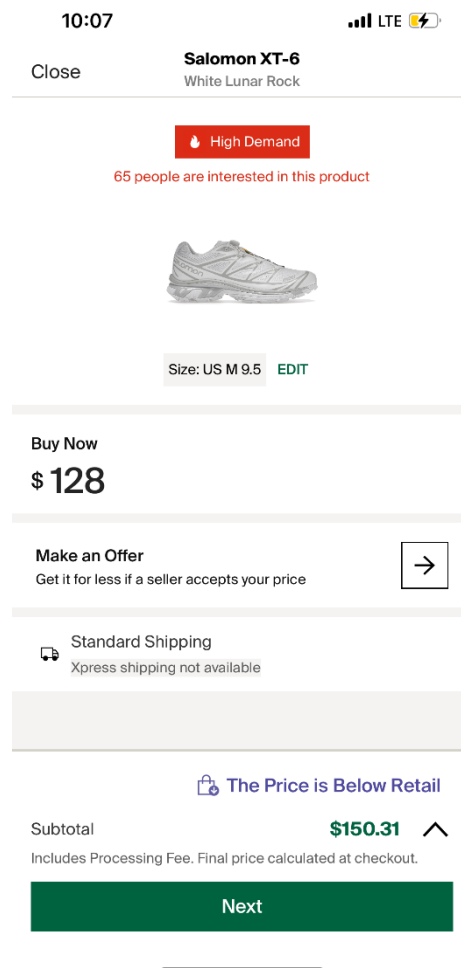 10:07
LTE
Close
Salomon XT-6
White Lunar Rock
High Demand
65 people are interested in this product
salomon
Size: US M 9.5 EDIT
Buy Now
$ 128
Make an Offer
Get it for less if a seller accepts your price
Standard Shipping
Xpress shipping not available
The Price is Below Retail
Subtotal $150.31
Includes Processing Fee. Final price calculated at checkout.
Next